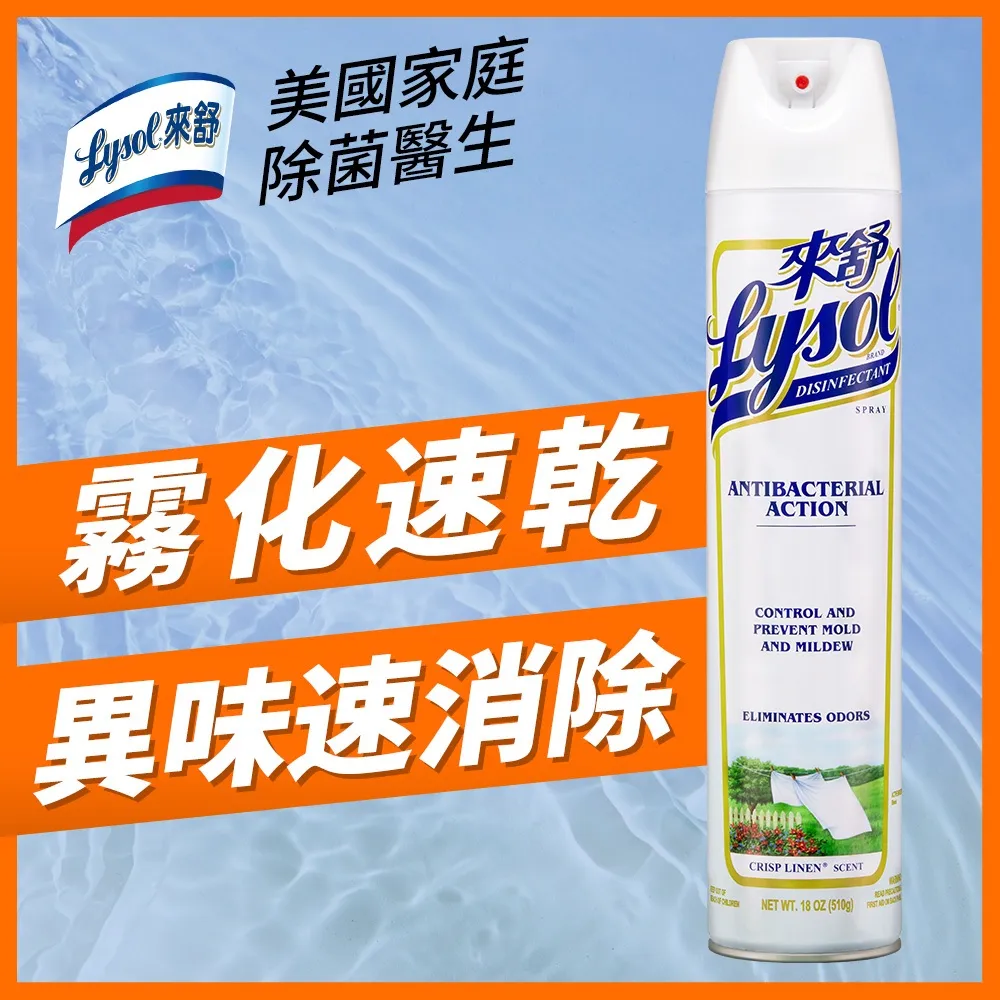 Lysol 來舒
美國家庭
除菌醫生
霧化速乾
異味速消除
來舒
Lysol
BRAND
DISINFECTANT
SPRAY
ANTIBACTERIAL
ACTION
CONTROL AND
PREVENT MOLD
AND MILDEW
ELIMINATES ODORS
CRISP LINEN® SCENT
NET WT. 18 OZ (510g)